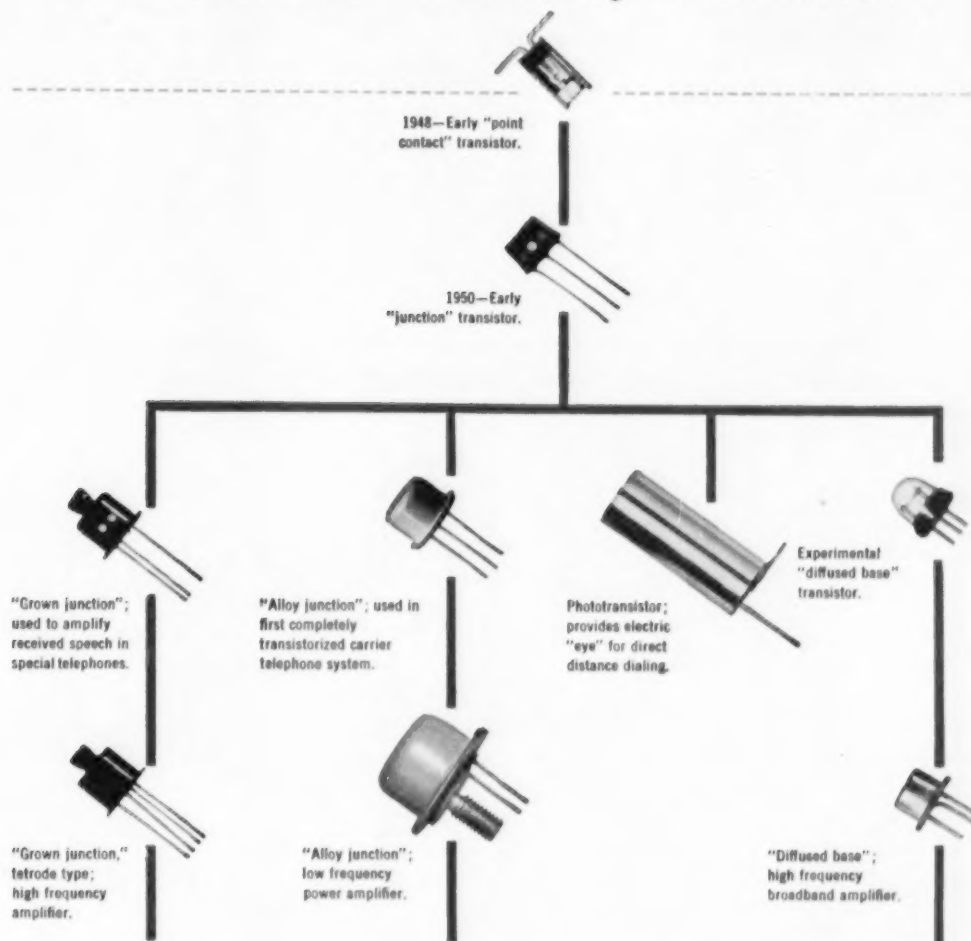 1948—Early "point
contact" transistor.
1950—Early
"junction" transistor.
"Grown junction";
used to amplify
received speech in
special telephones.
"Alloy junction"; used in
first completely
transistorized carrier
telephone system.
Phototransistor;
provides electric
"eye" for direct
distance dialing.
Experimental
"diffused base"
transistor.
"Grown junction,"
tetrode type;
high frequency
amplifier.
"Alloy junction";
low frequency
power amplifier.
"Diffused base";
high frequency
broadband amplifier.